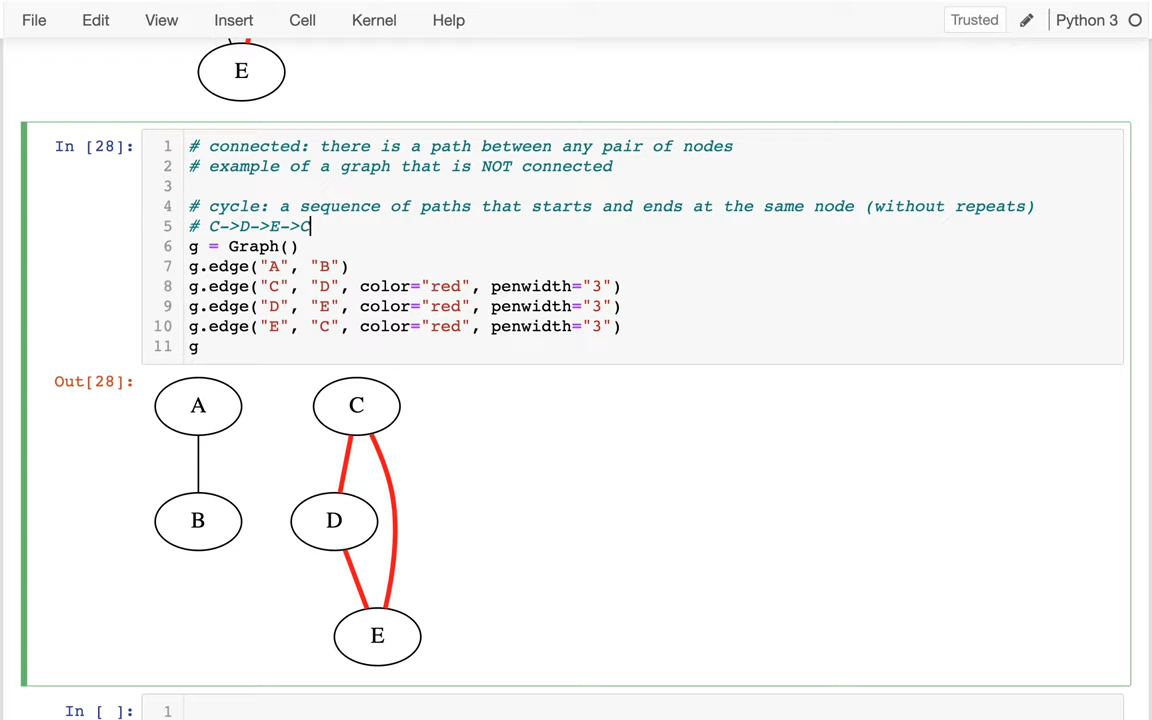 File Edit View Insert Cell Kernel Help Trusted Python 3
E
In [28]:
1 # connected: there is a path between any pair of nodes
2 # example of a graph that is NOT connected
3
4 # cycle: a sequence of paths that starts and ends at the same node (without repeats)
5 # C->D->E->C
6 g = Graph()
7 g.edge("A", "B")
8 g.edge("C", "D", color="red", penwidth="3")
9 g.edge("D", "E", color="red", penwidth="3")
10 g.edge("E", "C", color="red", penwidth="3")
11 g
Out[28]:
A C
B D
E
In [ ]: 1